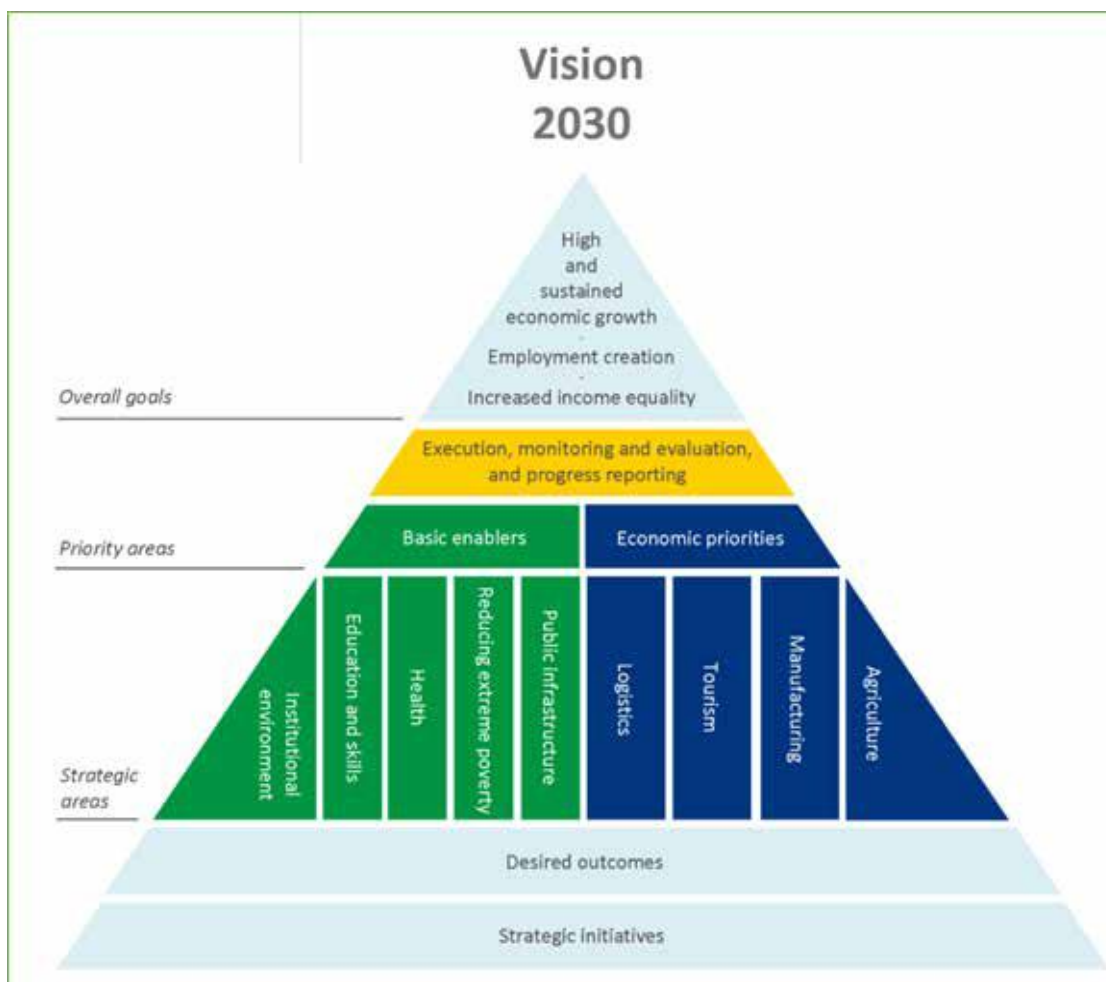 Vision
2030
High
and
sustained
economic growth
-
Employment creation
-
Increased income equality
Overall goals
Execution, monitoring and evaluation,
and progress reporting
Priority areas
Basic enablers
Economic priorities
Strategic
areas
Institutional
environment
Education and skills
Health
Reducing extreme poverty
Public infrastructure
Logistics
Tourism
Manufacturing
Agriculture
Desired outcomes
Strategic initiatives